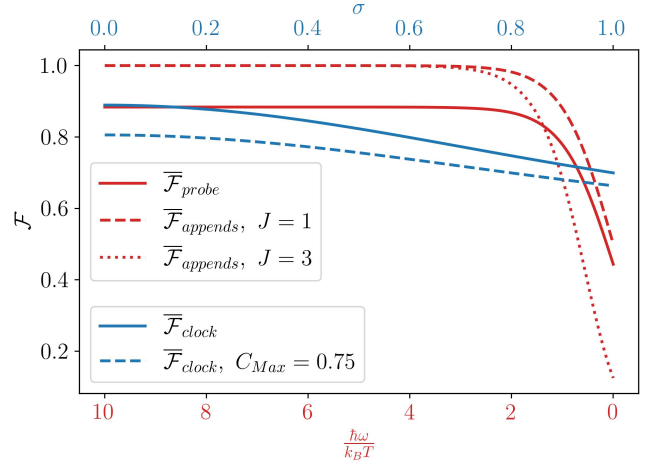 σ
0.0 0.2 0.4 0.6 0.8 1.0
1.0
0.8
0.6
0.4
0.2
ℱ
ℱ̅_probe
ℱ̅_appends, J = 1
ℱ̅_appends, J = 3
ℱ̅_clock
ℱ̅_clock, C_Max = 0.75
10 8 6 4 2 0
ℏω
k_BT